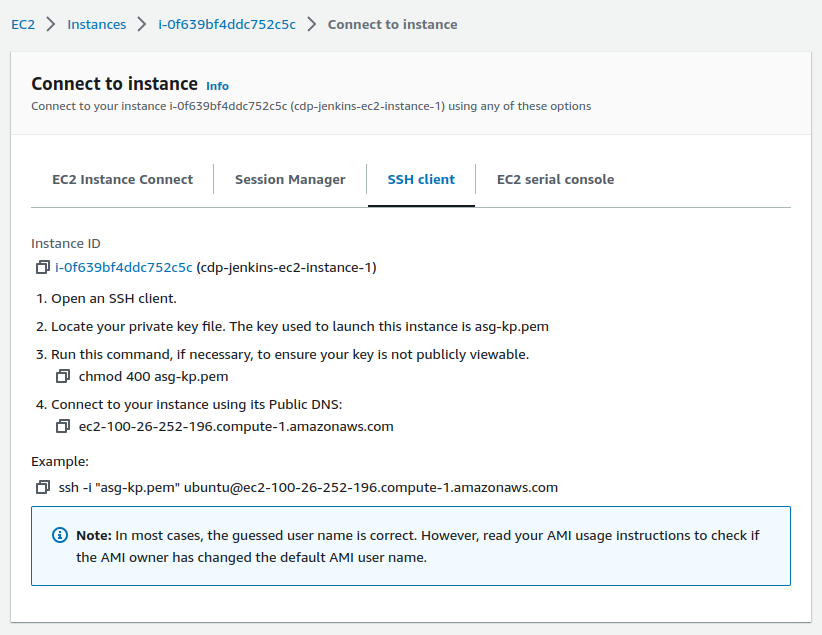 EC2 > Instances > i-0f639bf4ddc752c5c > Connect to instance
Connect to instance Info
Connect to your instance i-0f639bf4ddc752c5c (cdp-jenkins-ec2-instance-1) using any of these options
EC2 Instance Connect Session Manager SSH client EC2 serial console
Instance ID
i-0f639bf4ddc752c5c (cdp-jenkins-ec2-instance-1)
1. Open an SSH client.
2. Locate your private key file. The key used to launch this instance is asg-kp.pem
3. Run this command, if necessary, to ensure your key is not publicly viewable.
chmod 400 asg-kp.pem
4. Connect to your instance using its Public DNS:
ec2-100-26-252-196.compute-1.amazonaws.com
Example:
ssh -i "asg-kp.pem" ubuntu@ec2-100-26-252-196.compute-1.amazonaws.com
Note: In most cases, the guessed user name is correct. However, read your AMI usage instructions to check if
the AMI owner has changed the default AMI user name.